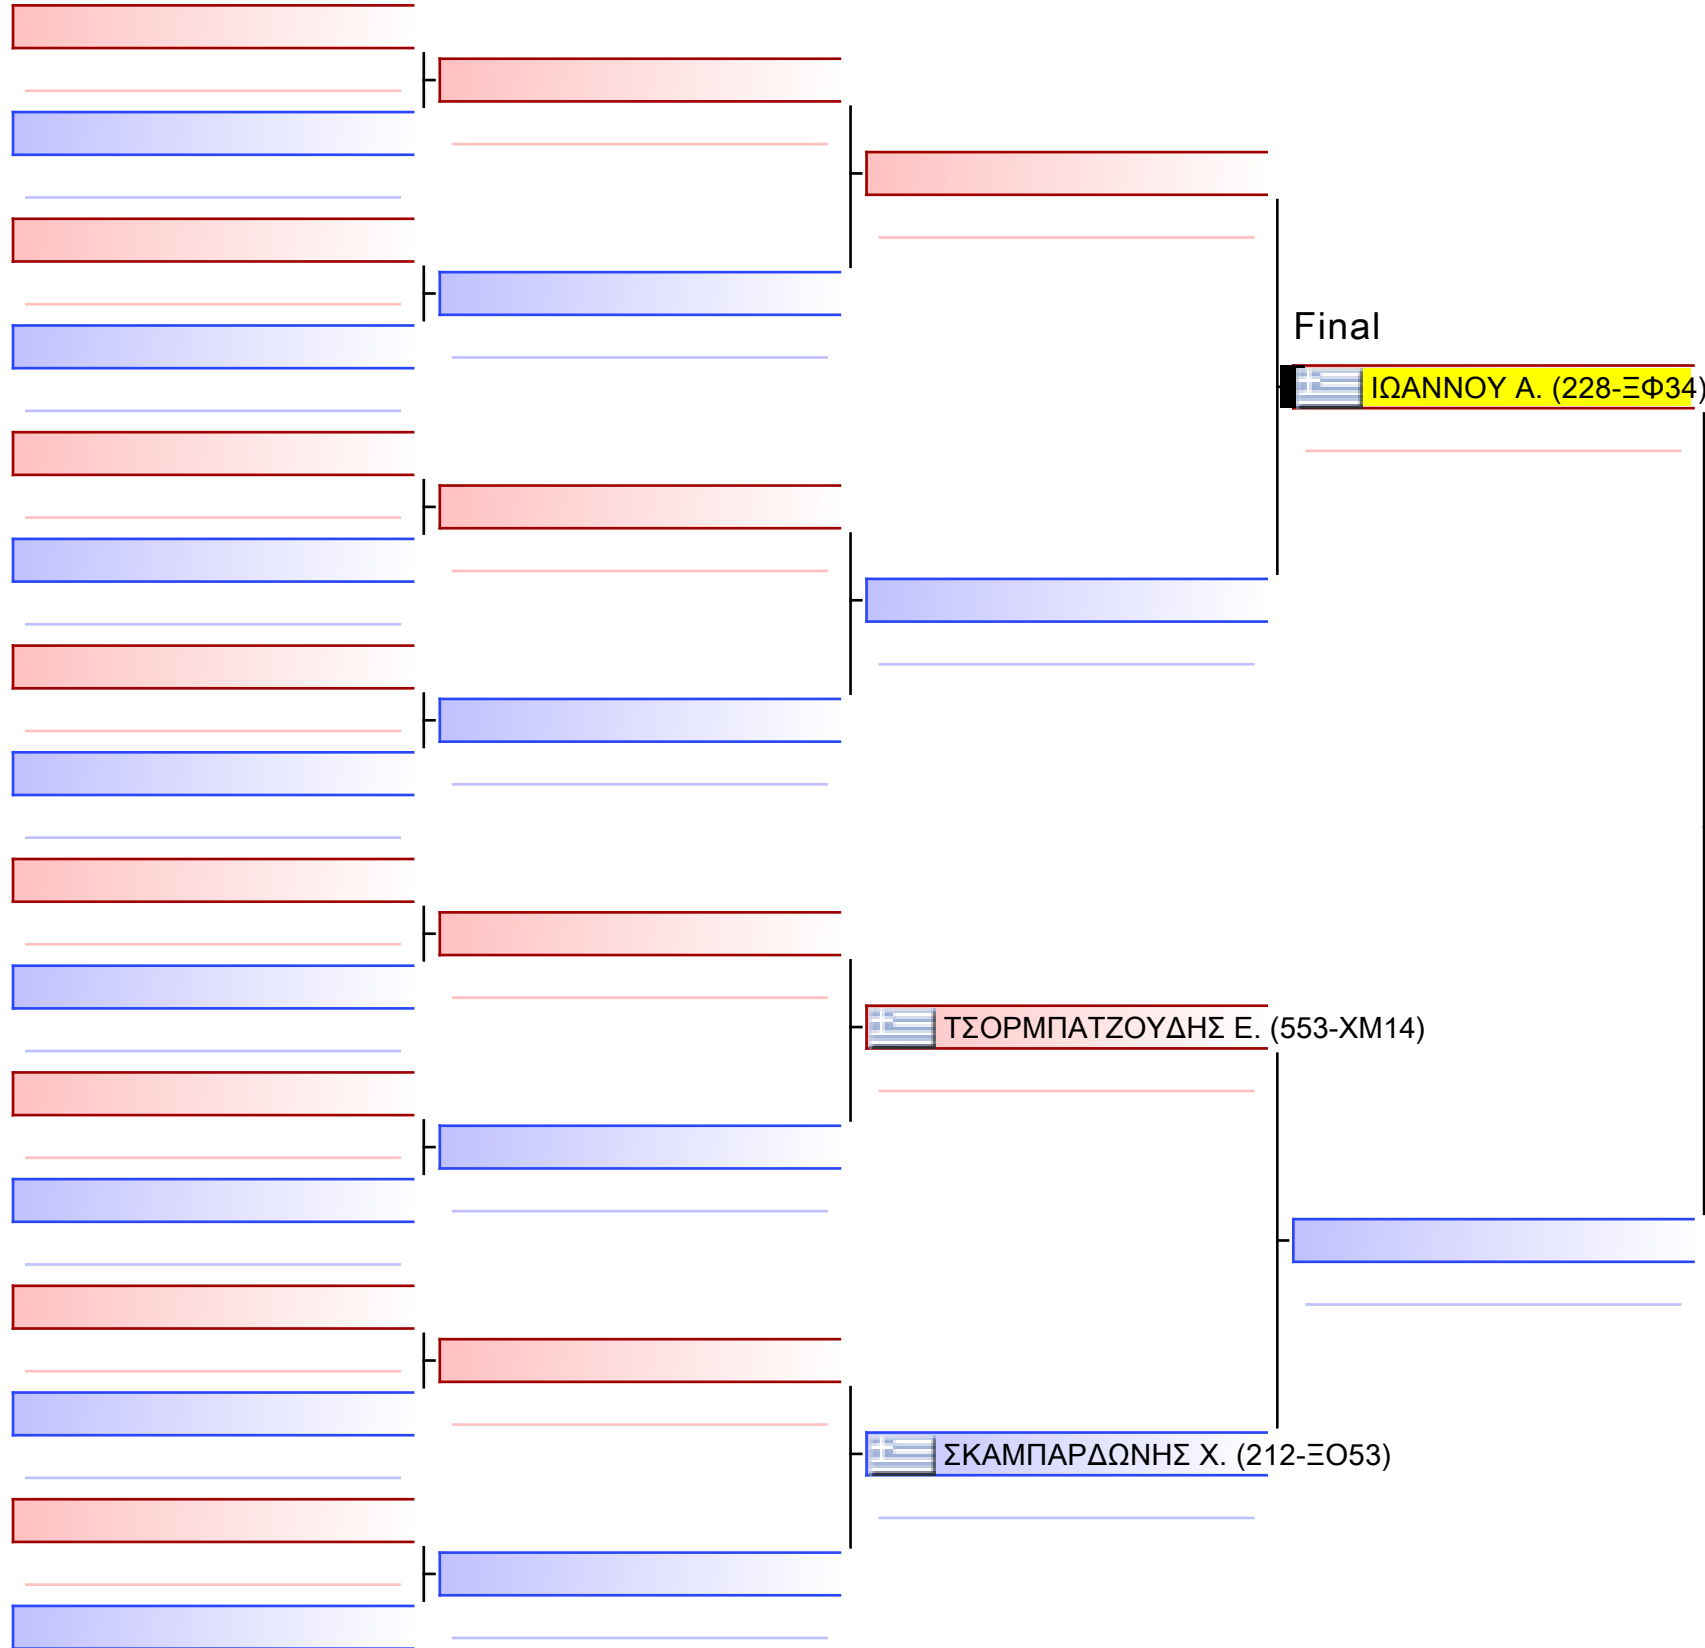 Final
ΙΩΑΝΝΟΥ Α. (228-ΞΦ34)
ΤΣΟΡΜΠΑΤΖΟΥΔΗΣ Ε. (553-ΧΜ14)
ΣΚΑΜΠΑΡΔΩΝΗΣ Χ. (212-ΞΟ53)